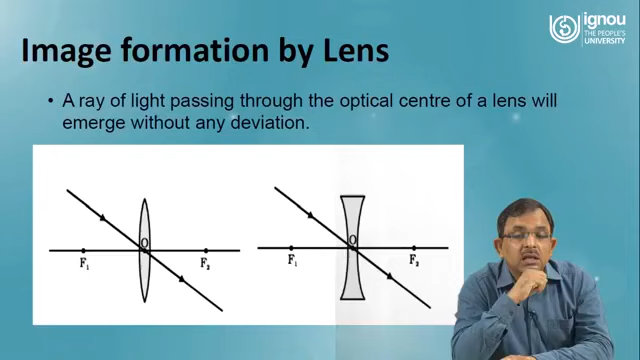 ignou
THE PEOPLE'S
UNIVERSITY
Image formation by Lens
• A ray of light passing through the optical centre of a lens will
emerge without any deviation.
O
F₁
F₂
O
F₁
F₂